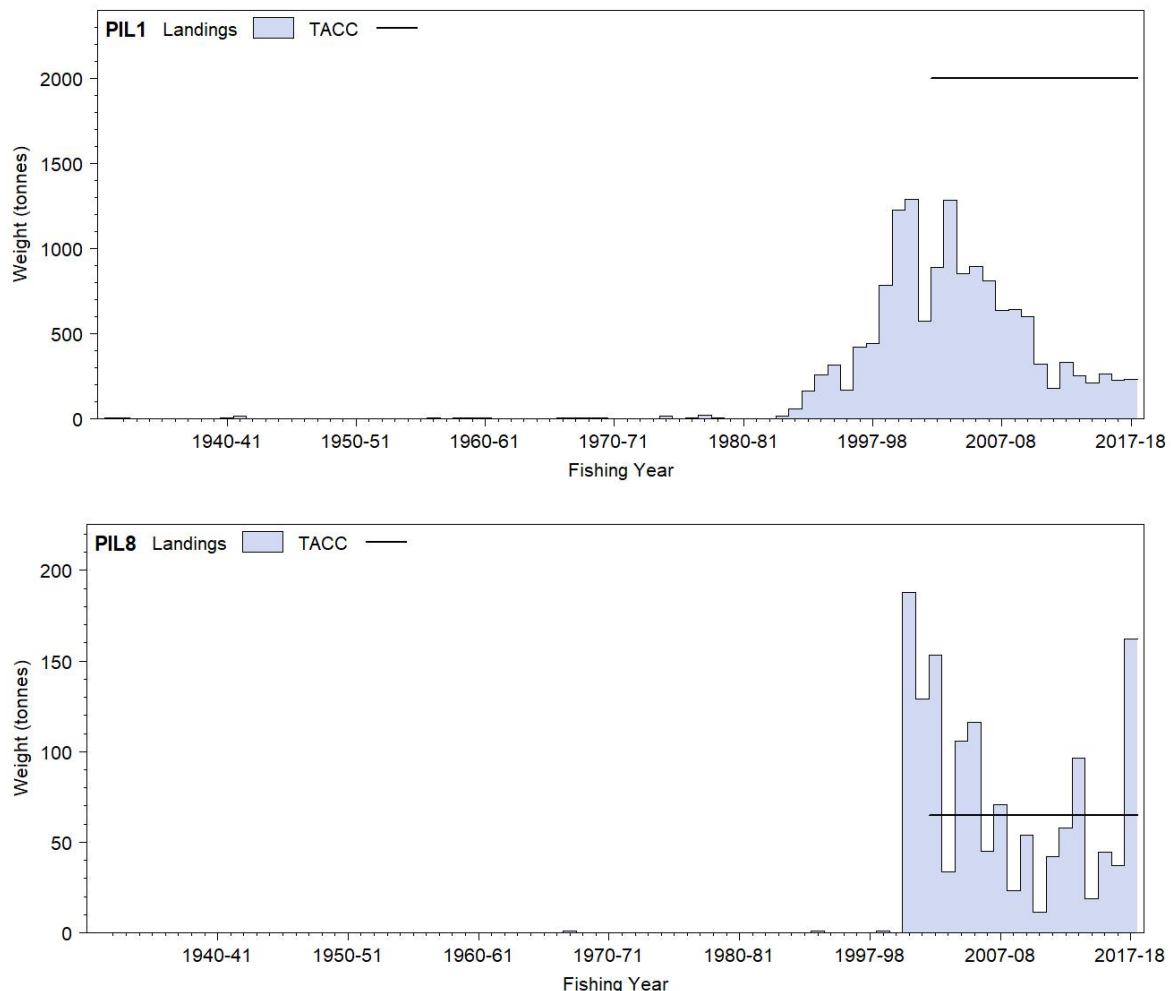 PIL1 Landings TACC
2000
1500
1000
500
0
Weight (tonnes)
1940-41 1950-51 1960-61 1970-71 1980-81 1997-98 2007-08 2017-18
Fishing Year
PIL8 Landings TACC
200
150
100
50
0
Weight (tonnes)
1940-41 1950-51 1960-61 1970-71 1980-81 1997-98 2007-08 2017-18
Fishing Year